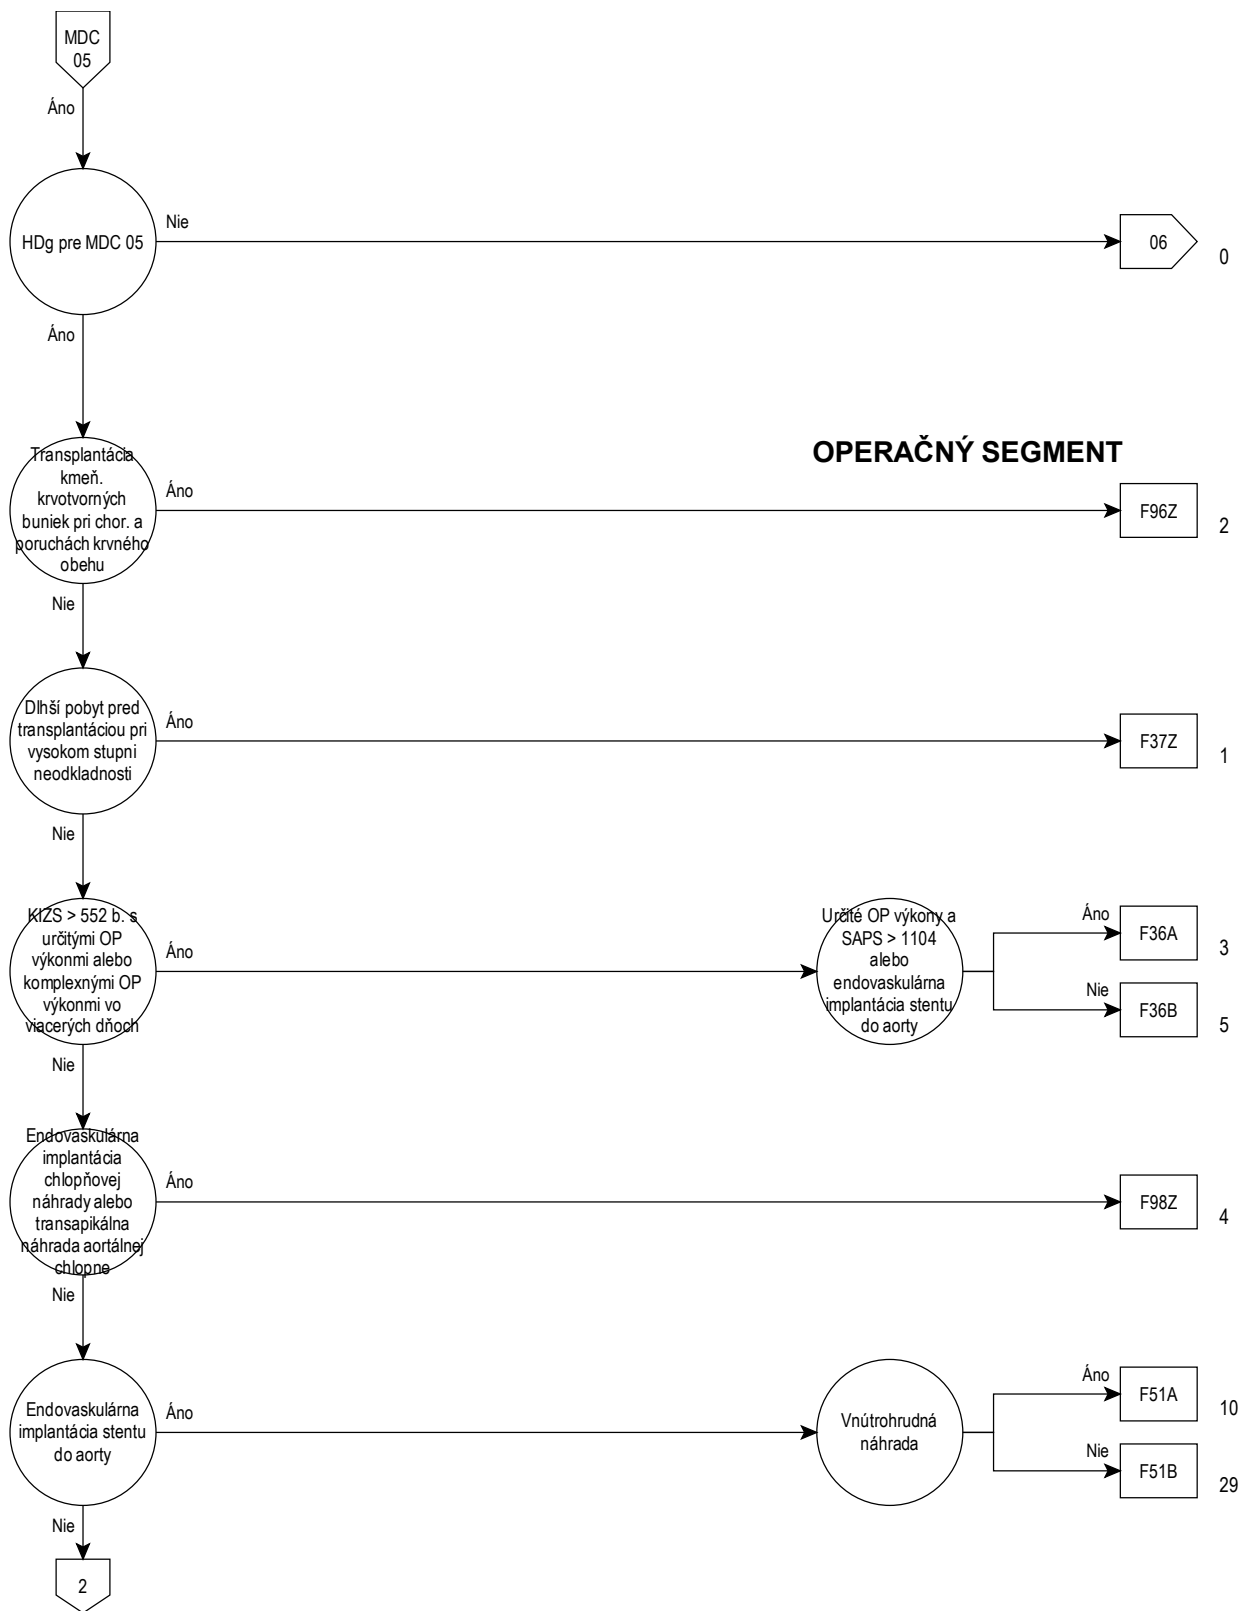 MDC
05
Áno
HDg pre MDC 05
Nie
06
0
Áno
OPERAČNÝ SEGMENT
Transplantácia
kmeň.
krvotvorných
buniek pri chor. a
poruchách krvného
obehu
Áno
F96Z
2
Nie
Dlhší pobyt pred
transplantáciou pri
vysokom stupni
neodkladnosti
Áno
F37Z
1
Nie
KIZS > 552 b. s
určitými OP
výkonmi alebo
komplexnými OP
výkonmi vo
viacerých dňoch
Áno
Určité OP výkony a
SAPS > 1104
alebo
endovaskulárna
implantácia stentu
do aorty
Áno
F36A
3
Nie
F36B
5
Nie
Endovaskulárna
implantácia
chlopňovej
náhrady alebo
transapikálna
náhrada aortálnej
chlopne
Áno
F98Z
4
Nie
Endovaskulárna
implantácia stentu
do aorty
Áno
Vnútrohrudná
náhrada
Áno
F51A
10
Nie
F51B
29
Nie
2